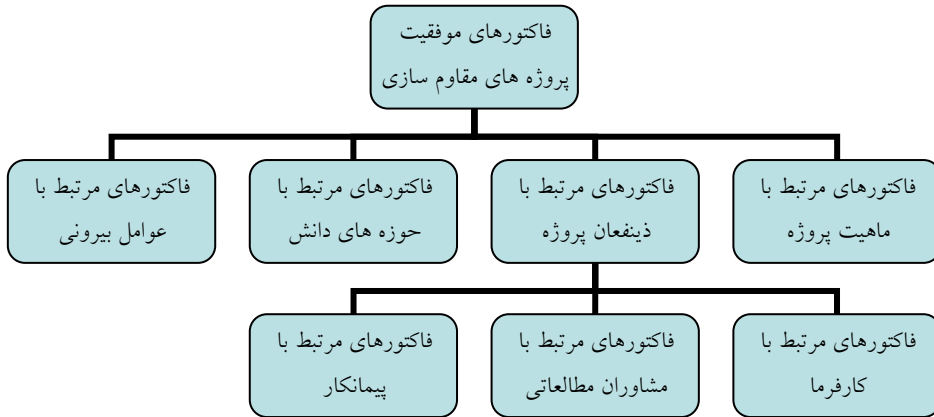 فاکتورهای موفقیت
پروژه های مقاوم سازی
فاکتورهای مرتبط با
ماهیت پروژه
فاکتورهای مرتبط با
ذینفعان پروژه
فاکتورهای مرتبط با
حوزه های دانش
فاکتورهای مرتبط با
عوامل بیرونی
فاکتورهای مرتبط با
کارفرما
فاکتورهای مرتبط با
مشاوران مطالعاتی
فاکتورهای مرتبط با
پیمانکار